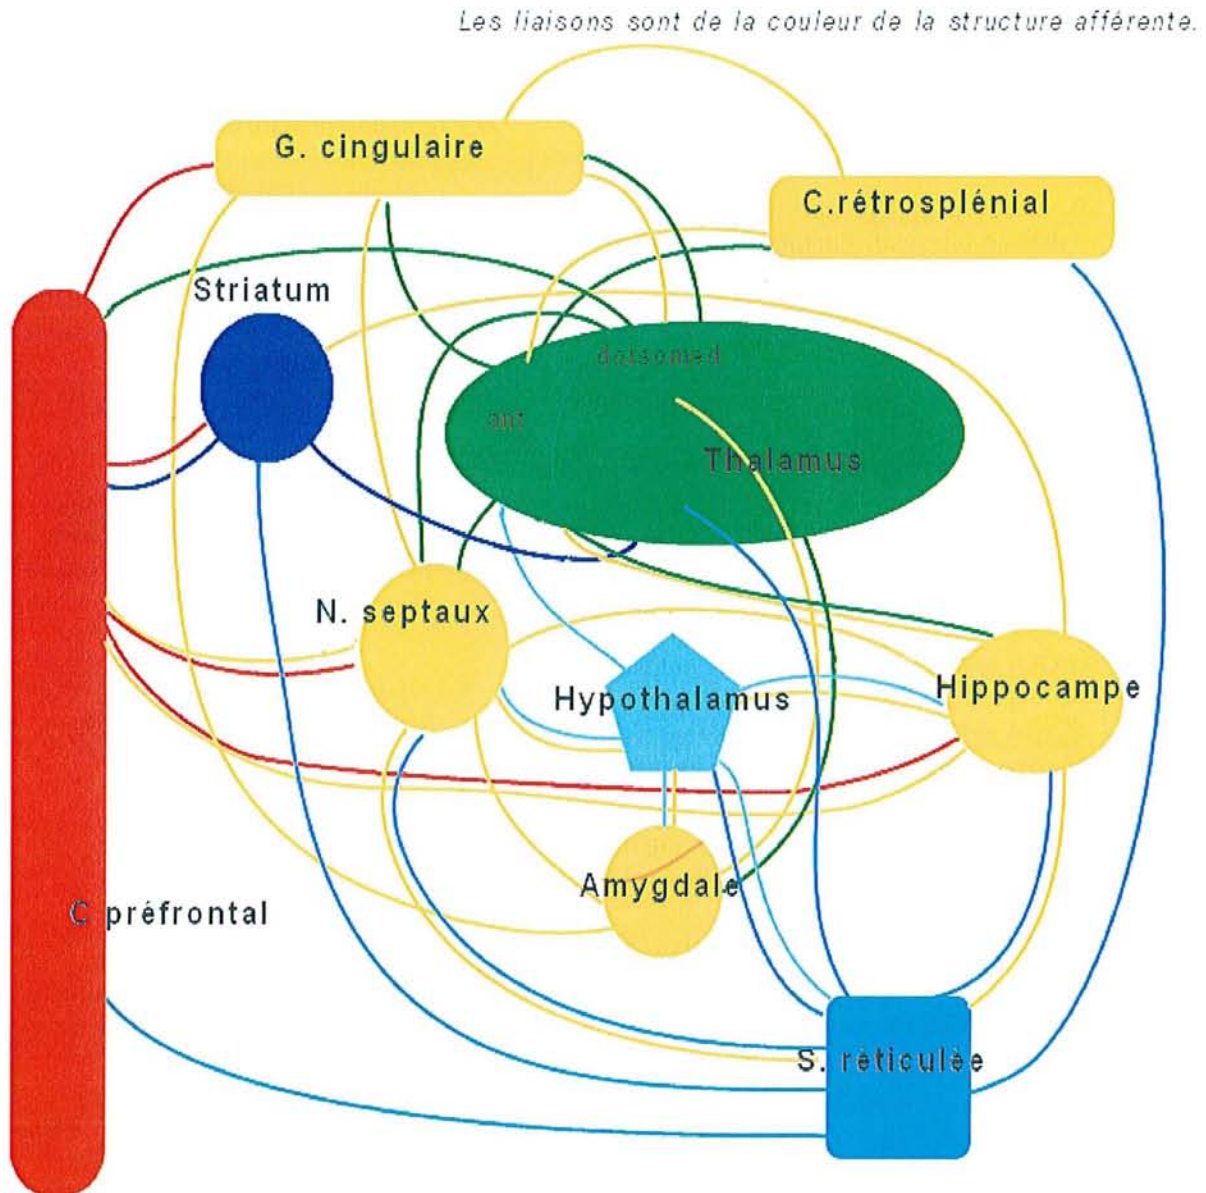 Les liaisons sont de la couleur de la structure afférente.
G. cingulaire
C.rétrosplénial
Striatum
dorsomed
ant
Thalamus
N. septaux
Hypothalamus
Hippocampe
Amygdale
C préfrontal
S. réticulée